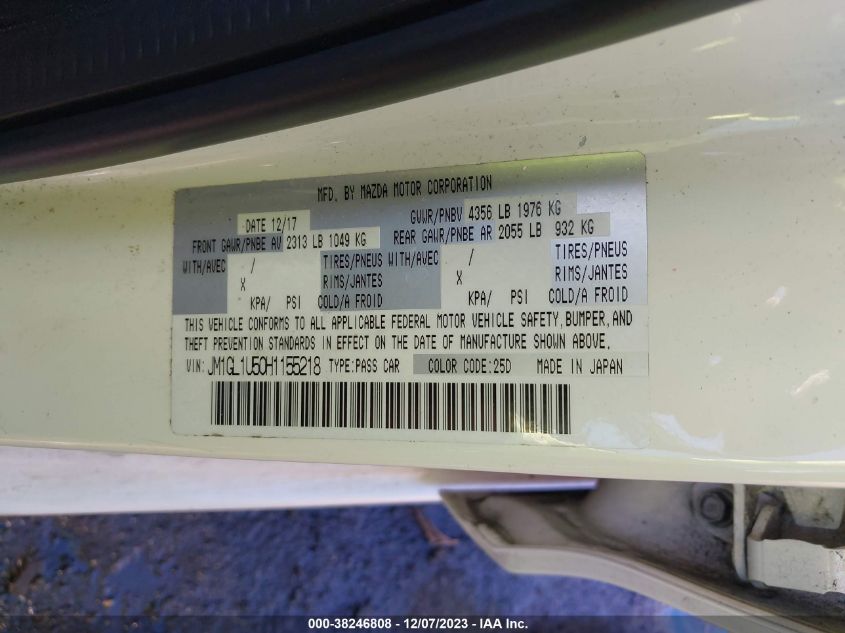 MFD. BY MAZDA MOTOR CORPORATION
DATE 12/17 GVWR/PNBV 4356 LB 1976 KG
FRONT GAWR/PNBE AV 2313 LB 1049 KG REAR GAWR/PNBE AR 2055 LB 932 KG
WITH/AVEC / TIRES/PNEUS WITH/AVEC / TIRES/PNEUS
X RIMS/JANTES X RIMS/JANTES
KPA/ PSI COLD/A FROID KPA/ PSI COLD/A FROID
THIS VEHICLE CONFORMS TO ALL APPLICABLE FEDERAL MOTOR VEHICLE SAFETY, BUMPER, AND
THEFT PREVENTION STANDARDS IN EFFECT ON THE DATE OF MANUFACTURE SHOWN ABOVE.
VIN: JM1GL1U50H1155218 TYPE:PASS CAR COLOR CODE:25D MADE IN JAPAN
000-38246808 - 12/07/2023 - IAA Inc.